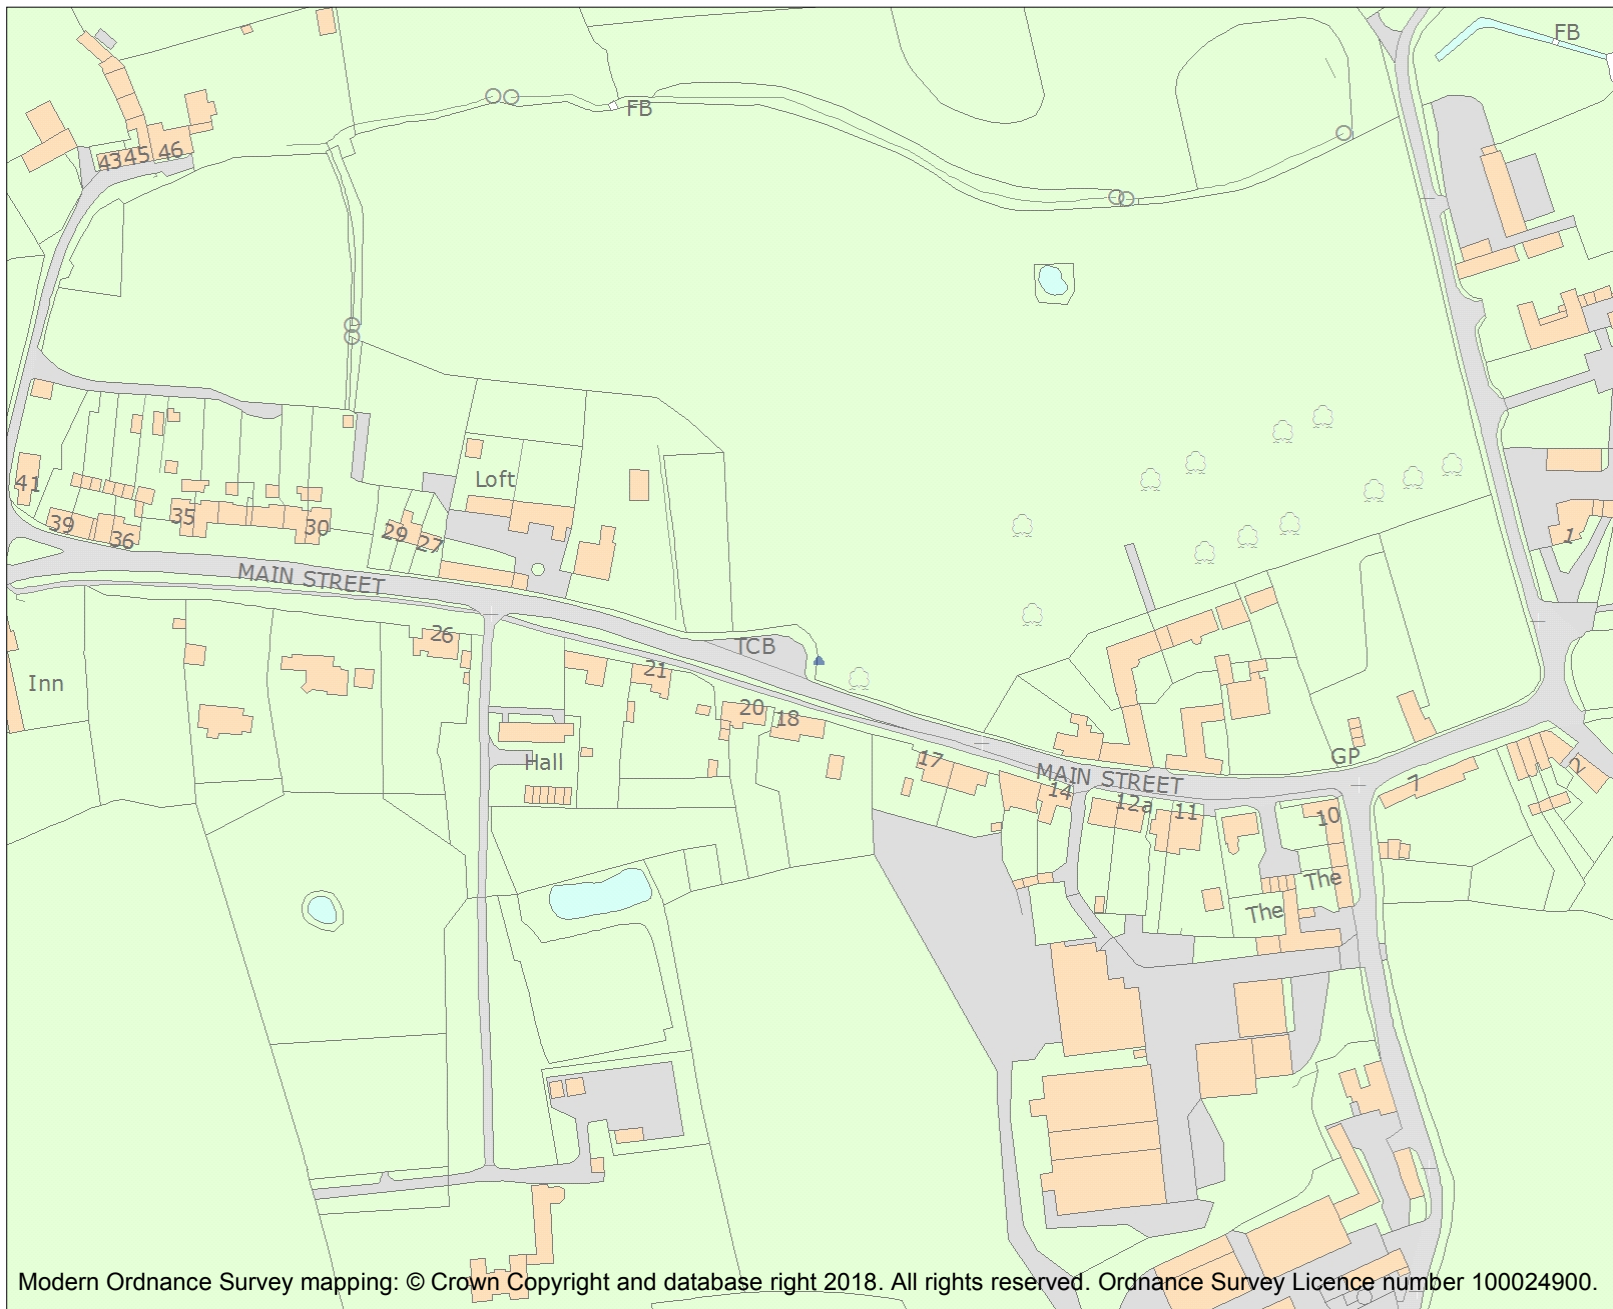 FB
FB
43 45 46
Loft
41
39
36
35
30
29
27
1
MAIN STREET
26
TCB
21
Inn
20
18
Hall
17
MAIN STREET
14
12a
11
GP
7
2
10
The
The
Modern Ordnance Survey mapping: © Crown Copyright and database right 2018. All rights reserved. Ordnance Survey Licence number 100024900.